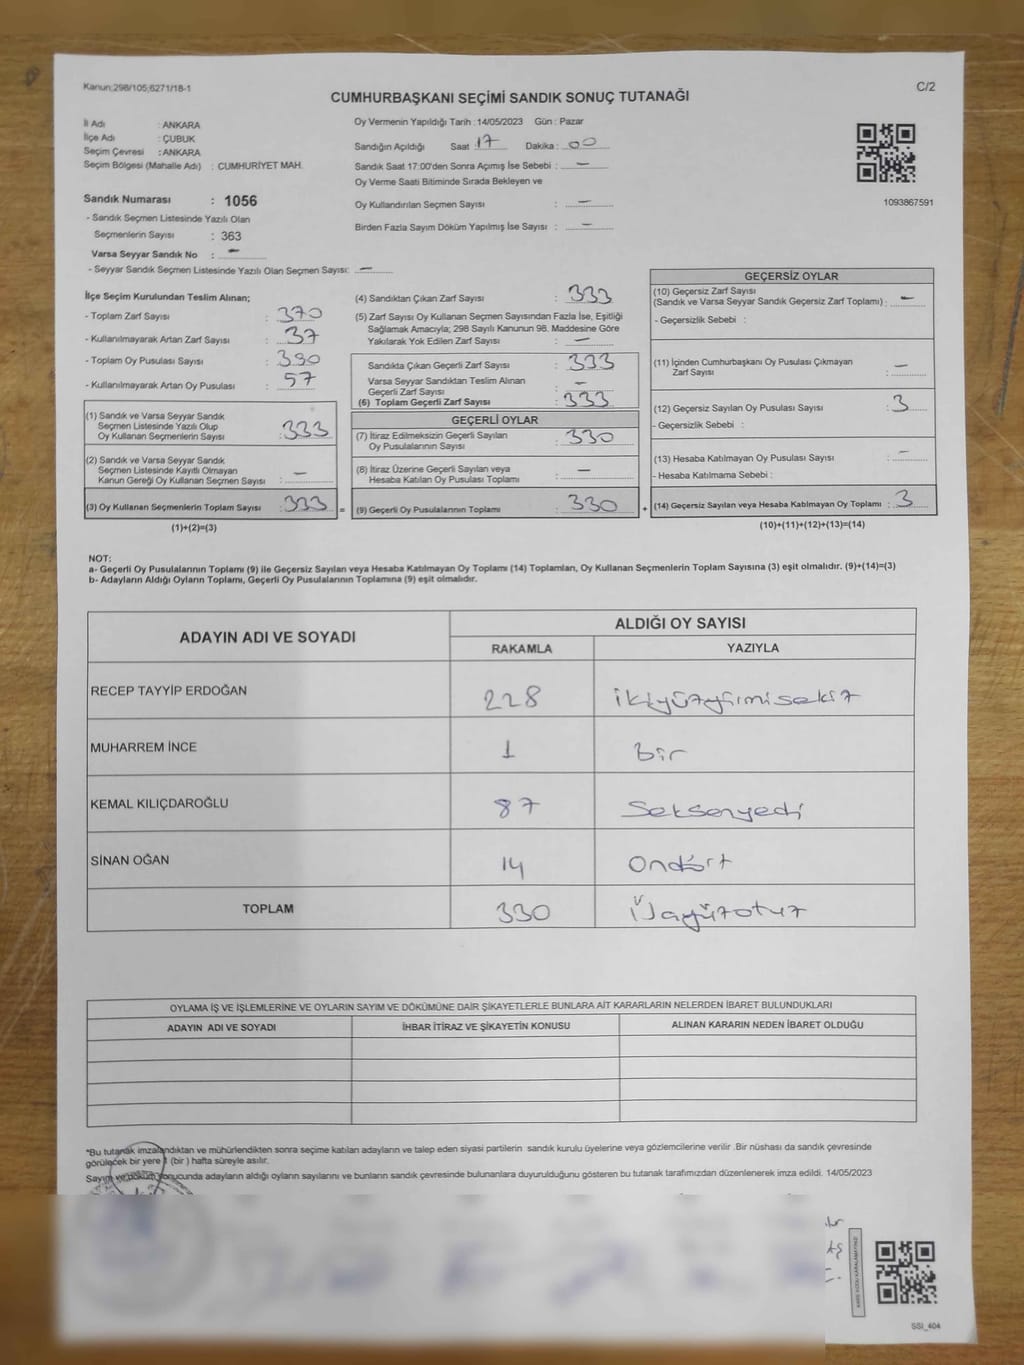 Kanun;298/105;6271/18-1
C/2
CUMHURBAŞKANI SEÇİMİ SANDIK SONUÇ TUTANAĞI
İl Adı : ANKARA
İlçe Adı : ÇUBUK
Seçim Çevresi : ANKARA
Seçim Bölgesi (Mahalle Adı) : CUMHURİYET MAH.
Sandık Numarası : 1056
- Sandık Seçmen Listesinde Yazılı Olan
Seçmenlerin Sayısı : 363
Varsa Seyyar Sandık No : -
- Seyyar Sandık Seçmen Listesinde Yazılı Olan Seçmen Sayısı: -
Oy Vermenin Yapıldığı Tarih : 14/05/2023 Gün : Pazar
Sandığın Açıldığı Saat : 17 Dakika : 00
Sandık Saat 17:00'den Sonra Açımış İse Sebebi : -
Oy Verme Saati Bitiminde Sırada Bekleyen ve
Oy Kullandırılan Seçmen Sayısı : -
Birden Fazla Sayım Döküm Yapılmış İse Sayısı : -
1093867591
İlçe Seçim Kurulundan Teslim Alınan;
- Toplam Zarf Sayısı : 370
- Kullanılmayarak Artan Zarf Sayısı : 37
- Toplam Oy Pusulası Sayısı : 390
- Kullanılmayarak Artan Oy Pusulası : 57
(1) Sandık ve Varsa Seyyar Sandık
Seçmen Listesinde Yazılı Olup
Oy Kullanan Seçmenlerin Sayısı : 333
(2) Sandık ve Varsa Seyyar Sandık
Seçmen Listesinde Kayıtlı Olmayan
Kanun Gereği Oy Kullanan Seçmen Sayısı : -
(3) Oy Kullanan Seçmenlerin Toplam Sayısı : 333 =
(1)+(2)=(3)
(4) Sandıktan Çıkan Zarf Sayısı : 333
(5) Zarf Sayısı Oy Kullanan Seçmen Sayısından Fazla İse, Eşitliği
Sağlamak Amacıyla; 298 Sayılı Kanunun 98. Maddesine Göre
Yakılarak Yok Edilen Zarf Sayısı : -
Sandıkta Çıkan Geçerli Zarf Sayısı : 333
Varsa Seyyar Sandıktan Teslim Alınan
Geçerli Zarf Sayısı : -
(6) Toplam Geçerli Zarf Sayısı : 333
GEÇERLİ OYLAR
(7) İtiraz Edilmeksizin Geçerli Sayılan
Oy Pusulalarının Sayısı : 330
(8) İtiraz Üzerine Geçerli Sayılan veya
Hesaba Katılan Oy Pusulası Toplamı : -
(9) Geçerli Oy Pusulalarının Toplamı : 330 +
GEÇERSİZ OYLAR
(10) Geçersiz Zarf Sayısı
(Sandık ve Varsa Seyyar Sandık Geçersiz Zarf Toplamı) : -
- Geçersizlik Sebebi :
(11) İçinden Cumhurbaşkanı Oy Pusulası Çıkmayan
Zarf Sayısı : -
(12) Geçersiz Sayılan Oy Pusulası Sayısı : 3
- Geçersizlik Sebebi :
(13) Hesaba Katılmayan Oy Pusulası Sayısı : -
- Hesaba Katılmama Sebebi :
(14) Geçersiz Sayılan veya Hesaba Katılmayan Oy Toplamı : 3
(10)+(11)+(12)+(13)=(14)
NOT:
a- Geçerli Oy Pusulalarının Toplamı (9) ile Geçersiz Sayılan veya Hesaba Katılmayan Oy Toplamı (14) Toplamları, Oy Kullanan Seçmenlerin Toplam Sayısına (3) eşit olmalıdır. (9)+(14)=(3)
b- Adayların Aldığı Oyların Toplamı, Geçerli Oy Pusulalarının Toplamına (9) eşit olmalıdır.
ADAYIN ADI VE SOYADI
ALDIĞI OY SAYISI
RAKAMLA YAZIYLA
RECEP TAYYİP ERDOĞAN 228 ikiyüzyirmisekiz
MUHARREM İNCE 1 Bir
KEMAL KILIÇDAROĞLU 87 Seksenyedi
SİNAN OĞAN 14 Ondört
TOPLAM 330 Üçyüzotuz
OYLAMA İŞ VE İŞLEMLERİNE VE OYLARIN SAYIM VE DÖKÜMÜNE DAİR ŞİKAYETLERLE BUNLARA AİT KARARLARIN NELERDEN İBARET BULUNDUKLARI
ADAYIN ADI VE SOYADI İHBAR İTİRAZ VE ŞİKAYETİN KONUSU ALINAN KARARIN NEDEN İBARET OLDUĞU
*Bu tutanak imzalandıktan ve mühürlendikten sonra seçime katılan adayların ve talep eden siyasi partilerin sandık kurulu üyelerine veya gözlemcilerine verilir .Bir nüshası da sandık çevresinde
görülecek bir yere 1 (bir ) hafta süreyle asılır.
Sayım ve döküm sonucunda adayların aldığı oyların sayılarını ve bunların sandık çevresinde bulunanlara duyurulduğunu gösteren bu tutanak tarafımızdan düzenlenerek imza edildi. 14/05/2023
SSI_404